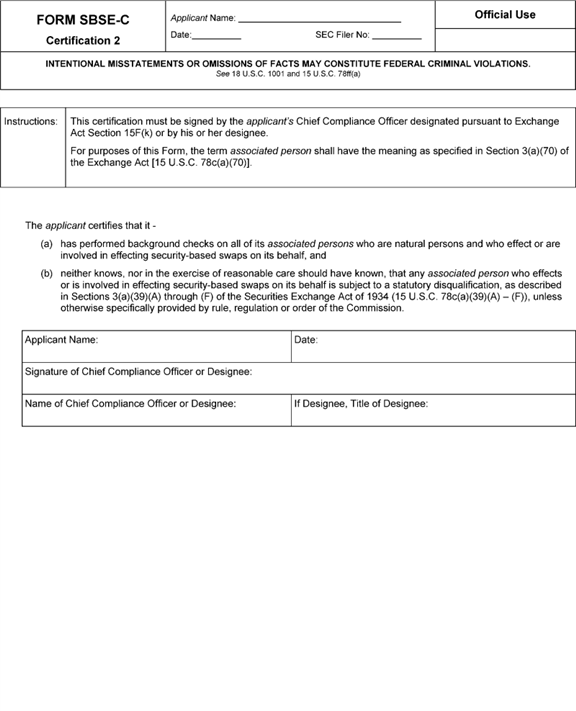 FORM SBSE-C
Certification 2
Applicant Name: ______________________________
Date:_________ SEC Filer No: _________
Official Use
INTENTIONAL MISSTATEMENTS OR OMISSIONS OF FACTS MAY CONSTITUTE FEDERAL CRIMINAL VIOLATIONS.
See 18 U.S.C. 1001 and 15 U.S.C. 78ff(a)
Instructions:
This certification must be signed by the applicant's Chief Compliance Officer designated pursuant to Exchange
Act Section 15F(k) or by his or her designee.
For purposes of this Form, the term associated person shall have the meaning as specified in Section 3(a)(70) of
the Exchange Act [15 U.S.C. 78c(a)(70)].
The applicant certifies that it -
(a) has performed background checks on all of its associated persons who are natural persons and who effect or are
involved in effecting security-based swaps on its behalf, and
(b) neither knows, nor in the exercise of reasonable care should have known, that any associated person who effects
or is involved in effecting security-based swaps on its behalf is subject to a statutory disqualification, as described
in Sections 3(a)(39)(A) through (F) of the Securities Exchange Act of 1934 (15 U.S.C. 78c(a)(39)(A) – (F)), unless
otherwise specifically provided by rule, regulation or order of the Commission.
Applicant Name: Date:
Signature of Chief Compliance Officer or Designee:
Name of Chief Compliance Officer or Designee: If Designee, Title of Designee: